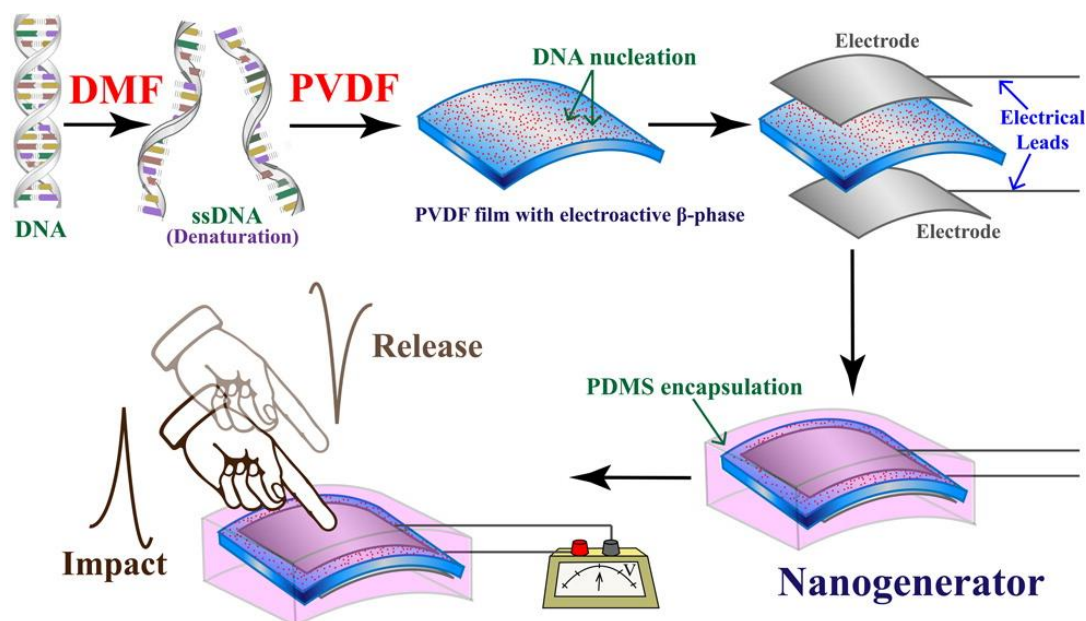 DMF
PVDF
DNA
ssDNA
(Denaturation)
DNA nucleation
PVDF film with electroactive β-phase
Electrode
Electrical
Leads
Electrode
PDMS encapsulation
Nanogenerator
Release
Impact
V